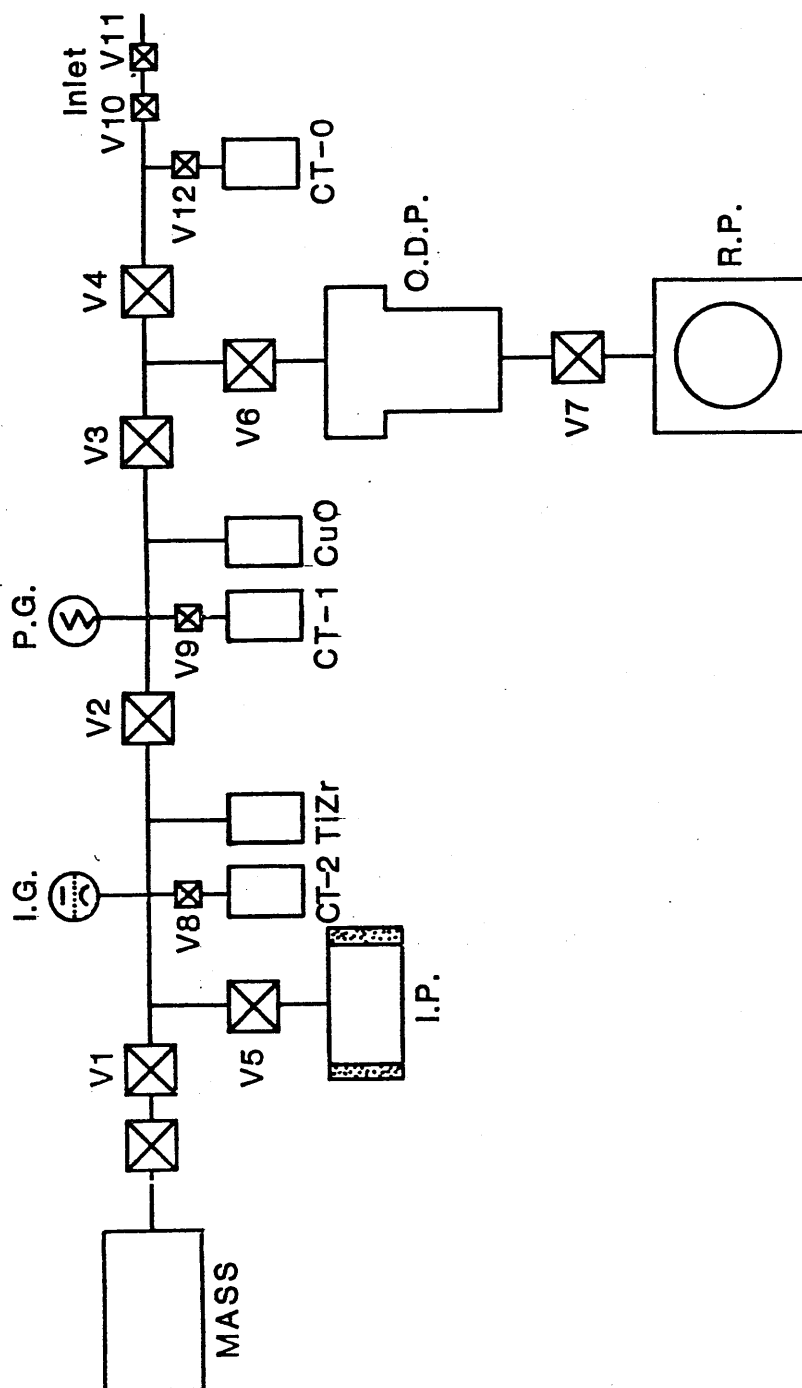 MASS
V1
V5
I.P.
I.G.
V8
CT-2
TiZr
V2
P.G.
V9
CT-1
CuO
V3
V6
O.D.P.
V7
R.P.
V4
V12
CT-0
V10
Inlet
V11